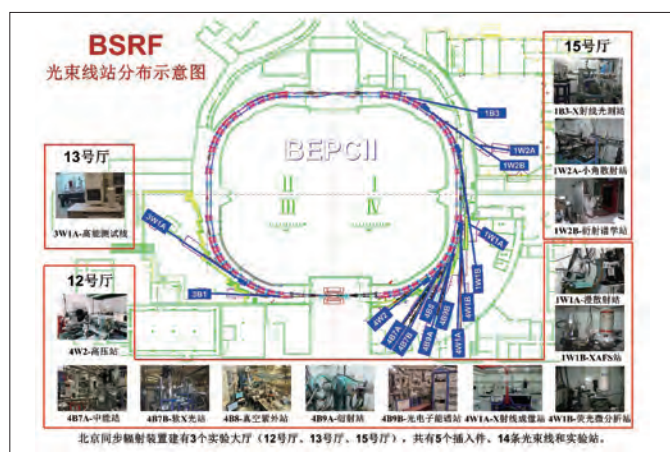 BSRF
光束线站分布示意图
15号厅
1B3-X射线光刻站
1W2A-小角散射站
1W2B-衍射谱学站
1W1A-漫散射站
1W1B-XAFS站
13号厅
3W1A-高能测试线
12号厅
4W2-高压站
BEPCII
II
I
III
IV
1B3
1W2A
1W2B
3W1A
3B1
1W1A
1W1B
4W1B
4W1A
4B9B
4B9A
4B8
4B7B
4B7A
4W2
4B7A-中能站
4B7B-软X光站
4B8-真空紫外站
4B9A-衍射站
4B9B-光电子能谱站
4W1A-X射线成像站
4W1B-荧光微分析站
北京同步辐射装置建有3个实验大厅（12号厅、13号厅、15号厅），共有5个插入件、14条光束线和实验站。